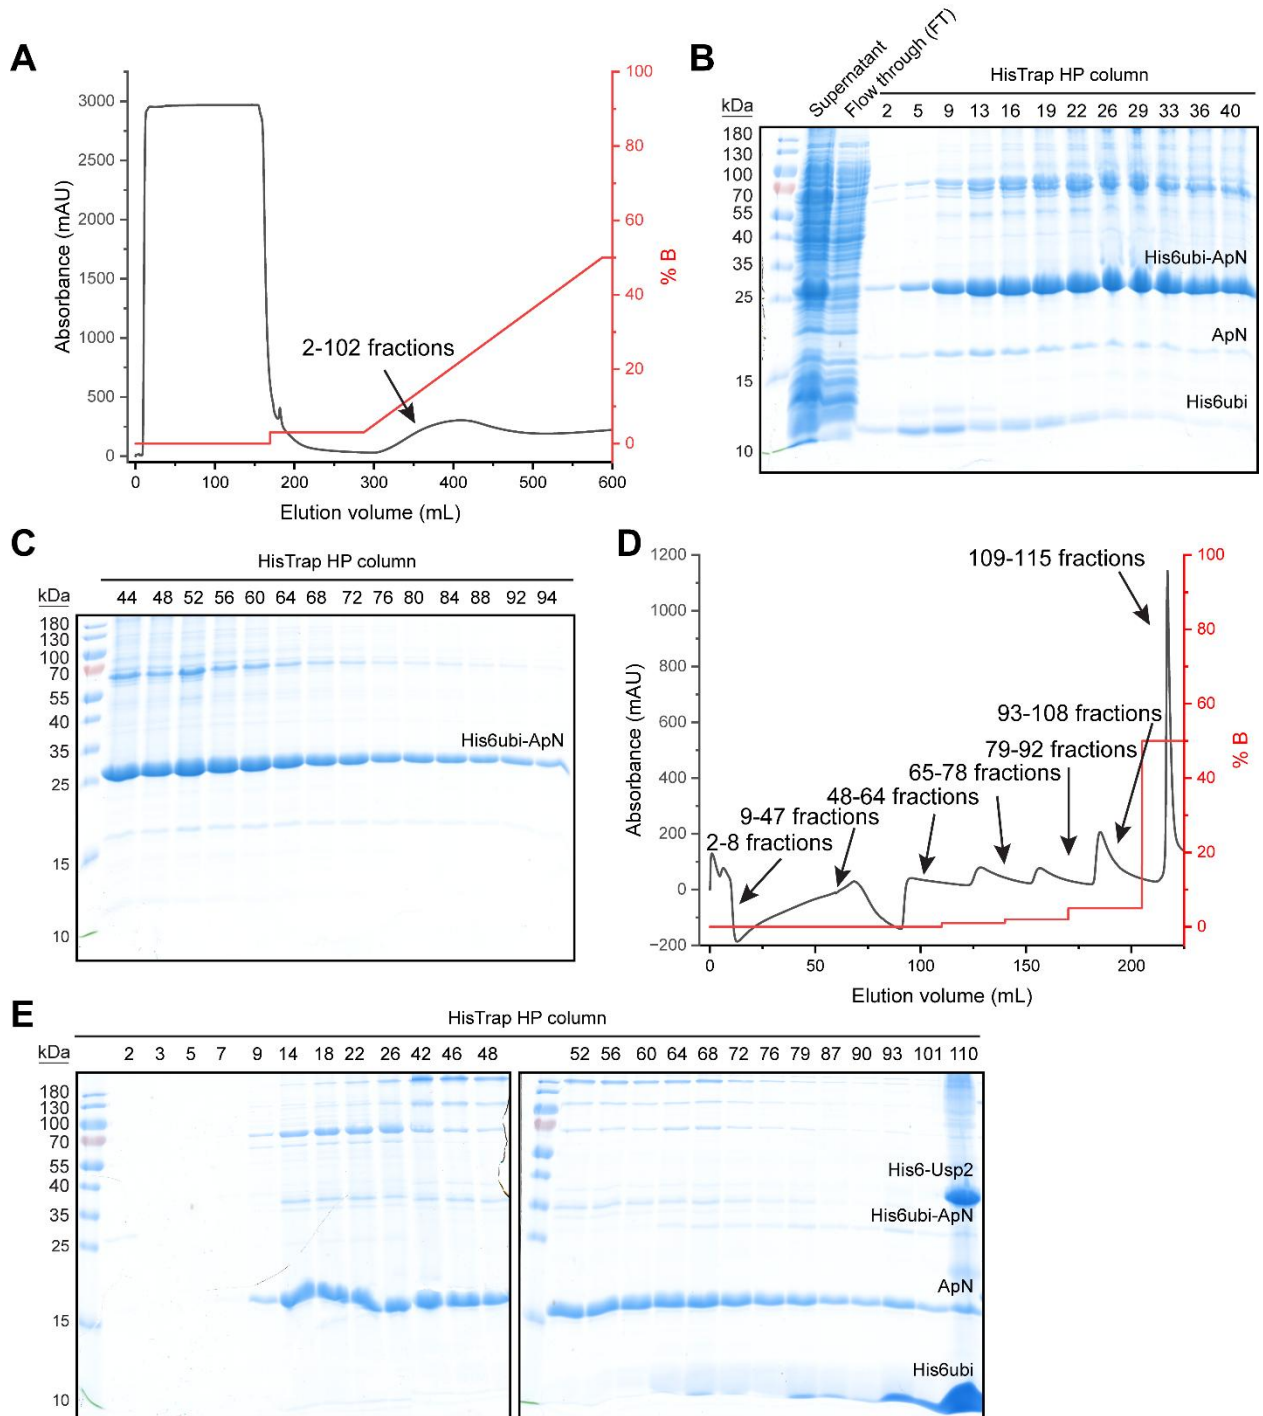 A
Absorbance (mAU)
3000
2500
2000
1500
1000
500
0
2-102 fractions
100
80
60
40
20
0
% B
0 100 200 300 400 500 600
Elution volume (mL)
B
Supernatant
Flow through (FT)
HisTrap HP column
kDa
2 5 9 13 16 19 22 26 29 33 36 40
180
130
100
70
55
40
35
25
15
10
His6ubi-ApN
ApN
His6ubi
C
HisTrap HP column
kDa
44 48 52 56 60 64 68 72 76 80 84 88 92 94
180
130
100
70
55
40
35
25
15
10
His6ubi-ApN
D
Absorbance (mAU)
1200
1000
800
600
400
200
0
−200
109-115 fractions
93-108 fractions
79-92 fractions
65-78 fractions
48-64 fractions
9-47 fractions
2-8 fractions
100
80
60
40
20
0
% B
0 50 100 150 200
Elution volume (mL)
E
HisTrap HP column
kDa
2 3 5 7 9 14 18 22 26 42 46 48 52 56 60 64 68 72 76 79 87 90 93 101 110
180
130
100
70
55
40
35
25
15
10
His6-Usp2
His6ubi-ApN
ApN
His6ubi